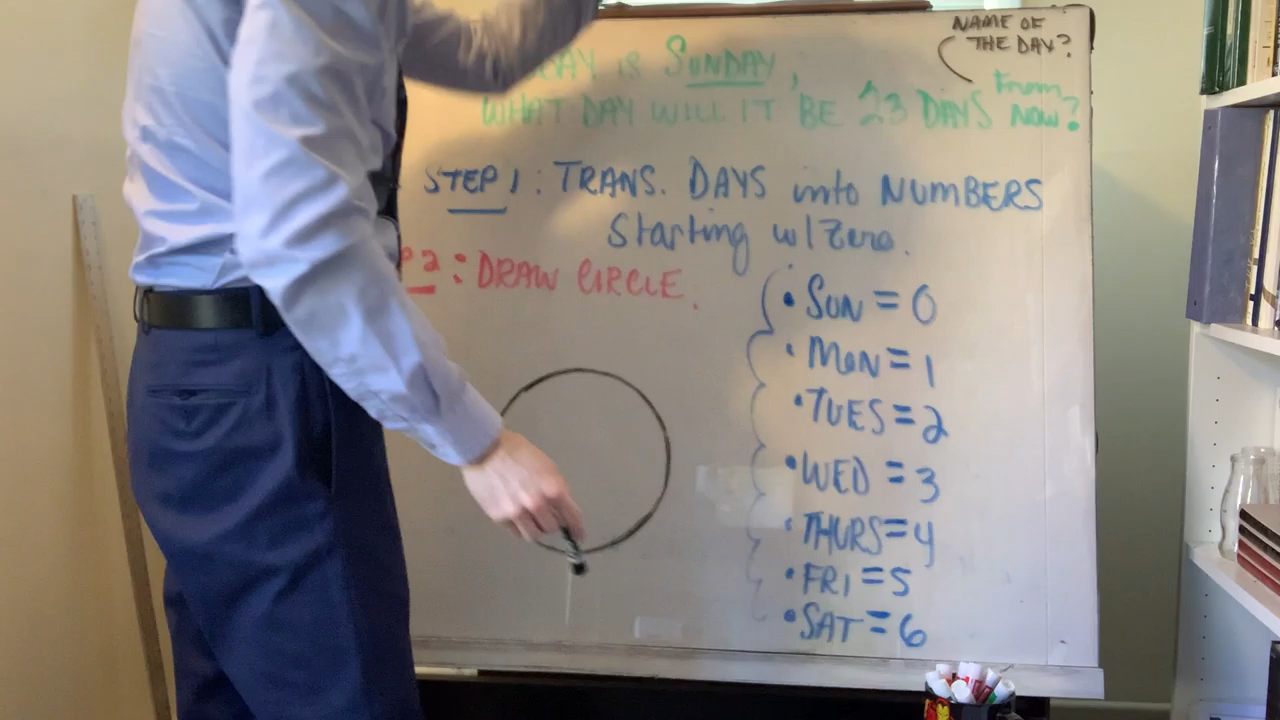 NAME OF
THE DAY?
IS SUNDAY,
WHAT DAY WILL IT BE 23 DAYS From Now?
STEP 1: TRANS. DAYS into NUMBERS
Starting w/Zero.
2: DRAW CIRCLE.
• SUN = 0
• MON = 1
• TUES = 2
• WED = 3
• THURS = 4
• FRI = 5
• SAT = 6